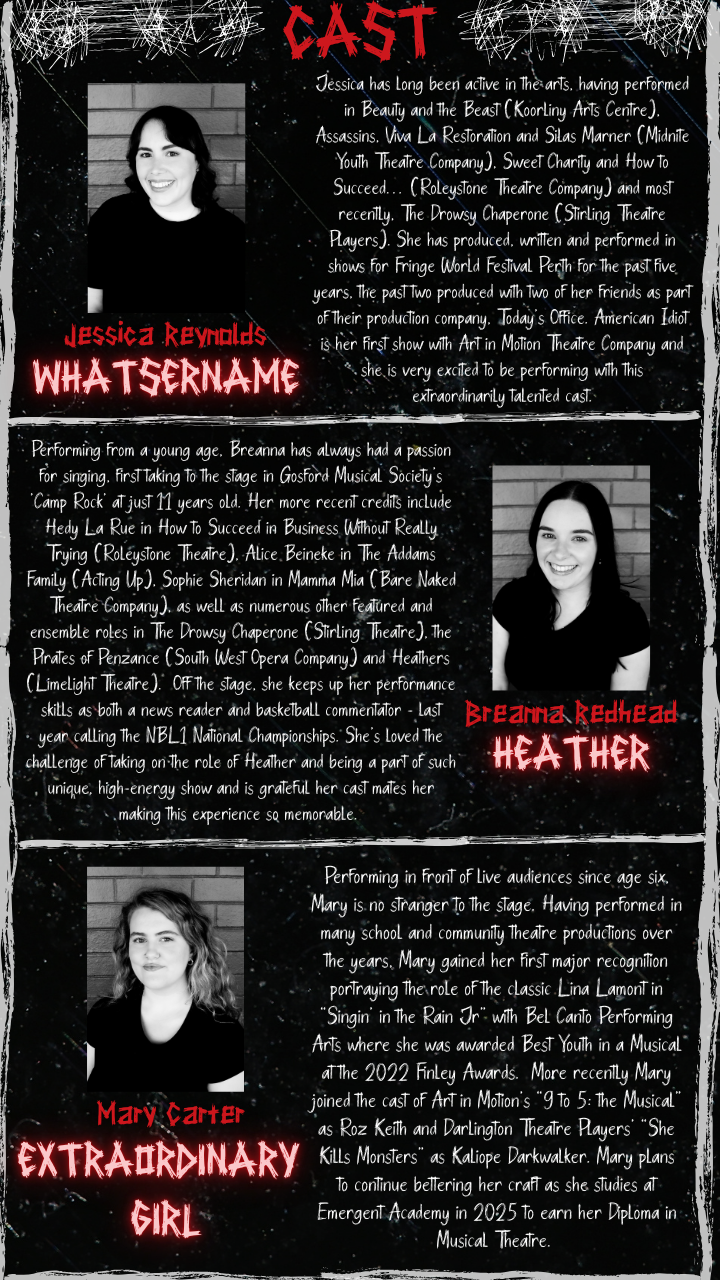 CAST
Jessica has long been active in the arts, having performed
in Beauty and the Beast (Koorliny Arts Centre),
Assassins, Viva La Restoration and Silas Marner (Midnite
Youth Theatre Company), Sweet Charity and How to
Succeed... (Roleystone Theatre Company) and most
recently, The Drowsy Chaperone (Stirling Theatre
Players). She has produced, written and performed in
shows for Fringe World Festival Perth for the past five
years, the past two produced with two of her friends as part
of their production company, Today's Office. American Idiot
is her first show with Art in Motion Theatre Company and
she is very excited to be performing with this
extraordinarily talented cast.
Jessica Reynolds
WHATSERNAME
Performing from a young age, Breanna has always had a passion
for singing, first taking to the stage in Gosford Musical Society's
'Camp Rock' at just 11 years old. Her more recent credits include
Hedy La Rue in How to Succeed in Business Without Really
Trying (Roleystone Theatre), Alice Beineke in The Addams
Family (Acting Up), Sophie Sheridan in Mamma Mia (Bare Naked
Theatre Company), as well as numerous other featured and
ensemble roles in The Drowsy Chaperone (Stirling Theatre), the
Pirates of Penzance (South West Opera Company) and Heathers
(Limelight Theatre). Off the stage, she keeps up her performance
skills as both a news reader and basketball commentator - last
year calling the NBL1 National Championships. She's loved the
challenge of taking on the role of Heather and being a part of such
unique, high-energy show and is grateful her cast mates her
making this experience so memorable.
Breanna Redhead
HEATHER
Performing in front of live audiences since age six,
Mary is no stranger to the stage. Having performed in
many school and community theatre productions over
the years, Mary gained her first major recognition
portraying the role of the classic Lina Lamont in
"Singin' in the Rain Jr" with Bel Canto Performing
Arts where she was awarded Best Youth in a Musical
at the 2022 Finley Awards. More recently Mary
joined the cast of Art in Motion's "9 to 5: the Musical"
as Roz Keith and Darlington Theatre Players' "She
Kills Monsters" as Kaliope Darkwalker. Mary plans
to continue bettering her craft as she studies at
Emergent Academy in 2025 to earn her Diploma in
Musical Theatre.
Mary Carter
EXTRAORDINARY
GIRL